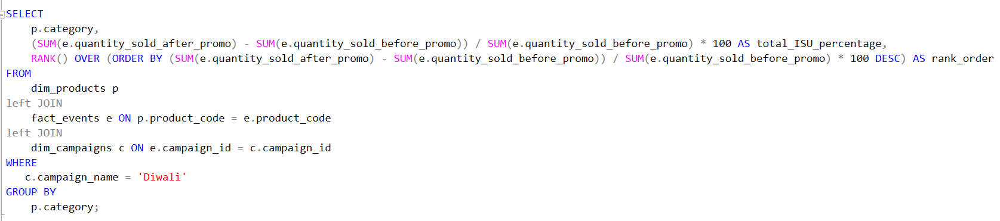 SELECT
    p.category,
    (SUM(e.quantity_sold_after_promo) - SUM(e.quantity_sold_before_promo)) / SUM(e.quantity_sold_before_promo) * 100 AS total_ISU_percentage,
    RANK() OVER (ORDER BY (SUM(e.quantity_sold_after_promo) - SUM(e.quantity_sold_before_promo)) / SUM(e.quantity_sold_before_promo) * 100 DESC) AS rank_order
FROM
    dim_products p
left JOIN
    fact_events e ON p.product_code = e.product_code
left JOIN
    dim_campaigns c ON e.campaign_id = c.campaign_id
WHERE
   c.campaign_name = 'Diwali'
GROUP BY
    p.category;